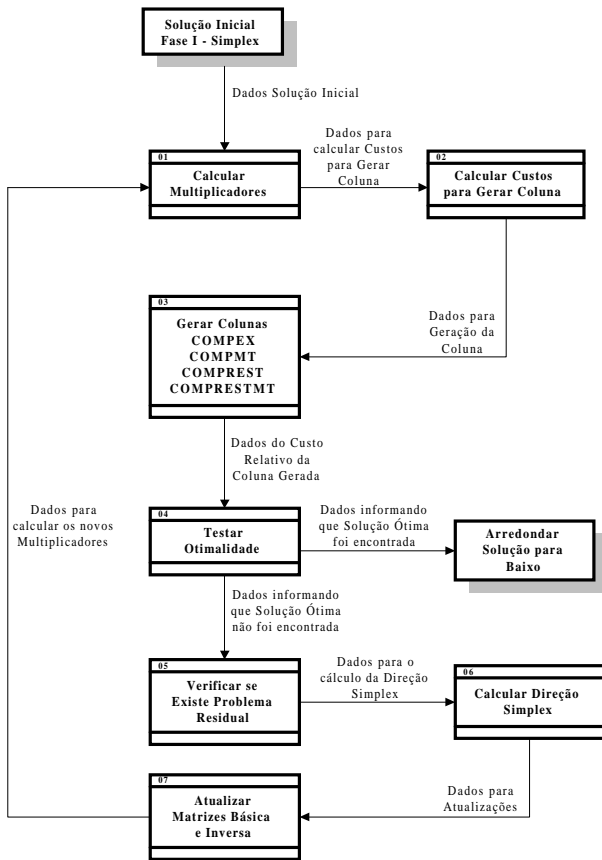 Solução Inicial
Fase I - Simplex
Dados Solução Inicial
01
Calcular
Multiplicadores
Dados para
calcular Custos
para Gerar
Coluna
02
Calcular Custos
para Gerar Coluna
03
Gerar Colunas
COMPEX
COMPMT
COMPREST
COMPRESTMT
Dados para
Geração da
Coluna
Dados do Custo
Relativo da
Coluna Gerada
Dados para
calcular os novos
Multiplicadores
04
Testar
Otimalidade
Dados informando
que Solução Ótima
foi encontrada
Arredondar
Solução para
Baixo
Dados informando
que Solução Ótima
não foi encontrada
05
Verificar se
Existe Problema
Residual
Dados para o
cálculo da Direção
Simplex
06
Calcular Direção
Simplex
07
Atualizar
Matrizes Básica
e Inversa
Dados para
Atualizações